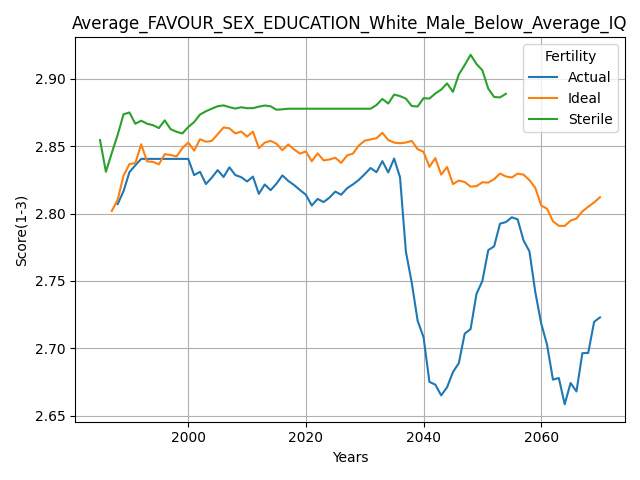 Average_FAVOUR_SEX_EDUCATION_White_Male_Below_Average_IQ
Fertility
Actual
Ideal
Sterile
Score(1-3)
2.90
2.85
2.80
2.75
2.70
2.65
2000
2020
2040
2060
Years